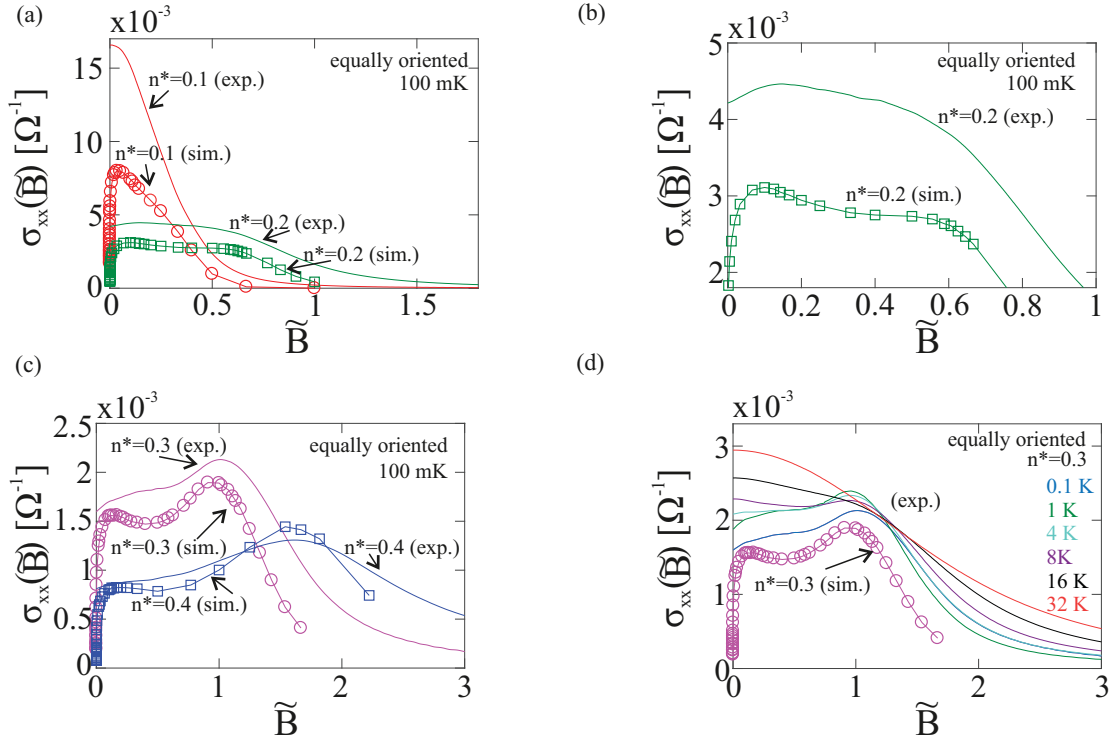 (a)
x10⁻³
15
10
5
0
σxx(B̃) [Ω⁻¹]
equally oriented
100 mK
n*=0.1 (exp.)
n*=0.1 (sim.)
n*=0.2 (exp.)
n*=0.2 (sim.)
0 0.5 1 1.5
B̃
(b)
x10⁻³
5
4
3
2
σxx(B̃) [Ω⁻¹]
equally oriented
100 mK
n*=0.2 (exp.)
n*=0.2 (sim.)
0 0.2 0.4 0.6 0.8 1
B̃
(c)
x10⁻³
2.5
2
1.5
1
0.5
0
σxx(B̃) [Ω⁻¹]
equally oriented
100 mK
n*=0.3 (exp.)
n*=0.3 (sim.)
n*=0.4 (exp.)
n*=0.4 (sim.)
0 1 2 3
B̃
(d)
x10⁻³
3
2
1
0
σxx(B̃) [Ω⁻¹]
equally oriented
n*=0.3
0.1 K
1 K
4 K
8K
16 K
32 K
(exp.)
n*=0.3 (sim.)
0 1 2 3
B̃